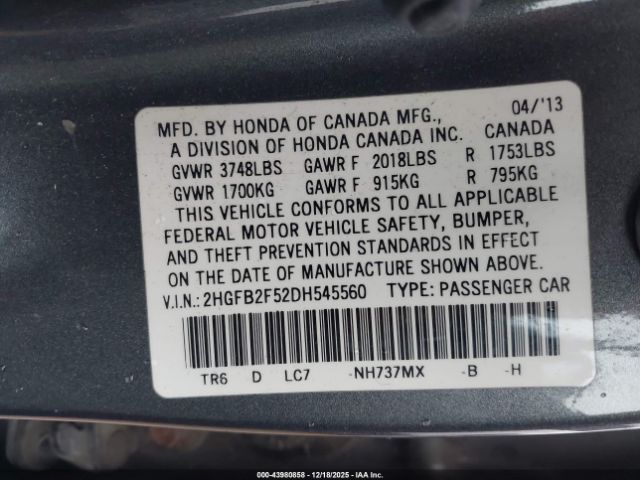 04/'13
MFD. BY HONDA OF CANADA MFG.,
A DIVISION OF HONDA CANADA INC. CANADA
GVWR 3748LBS GAWR F 2018LBS R 1753LBS
GVWR 1700KG GAWR F 915KG R 795KG
THIS VEHICLE CONFORMS TO ALL APPLICABLE
FEDERAL MOTOR VEHICLE SAFETY, BUMPER,
AND THEFT PREVENTION STANDARDS IN EFFECT
ON THE DATE OF MANUFACTURE SHOWN ABOVE.
V.I.N.: 2HGFB2F52DH545560 TYPE: PASSENGER CAR
TR6 D LC7 -NH737MX -B -H
000-43980858 | 12/18/2025 | IAA, Inc.